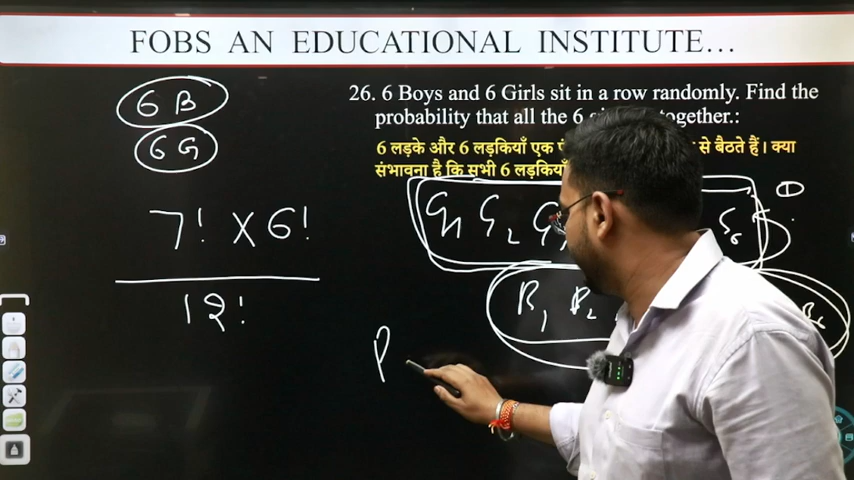 FOBS AN EDUCATIONAL INSTITUTE...
26. 6 Boys and 6 Girls sit in a row randomly. Find the
probability that all the 6 together.:
6 लड़के और 6 लड़कियाँ एक से बैठते हैं। क्या
संभावना है कि सभी 6 लड़कियाँ
6 B
6 G
7! × 6!
12!
G1 G2 G G6 1
B1 B2 B6
P